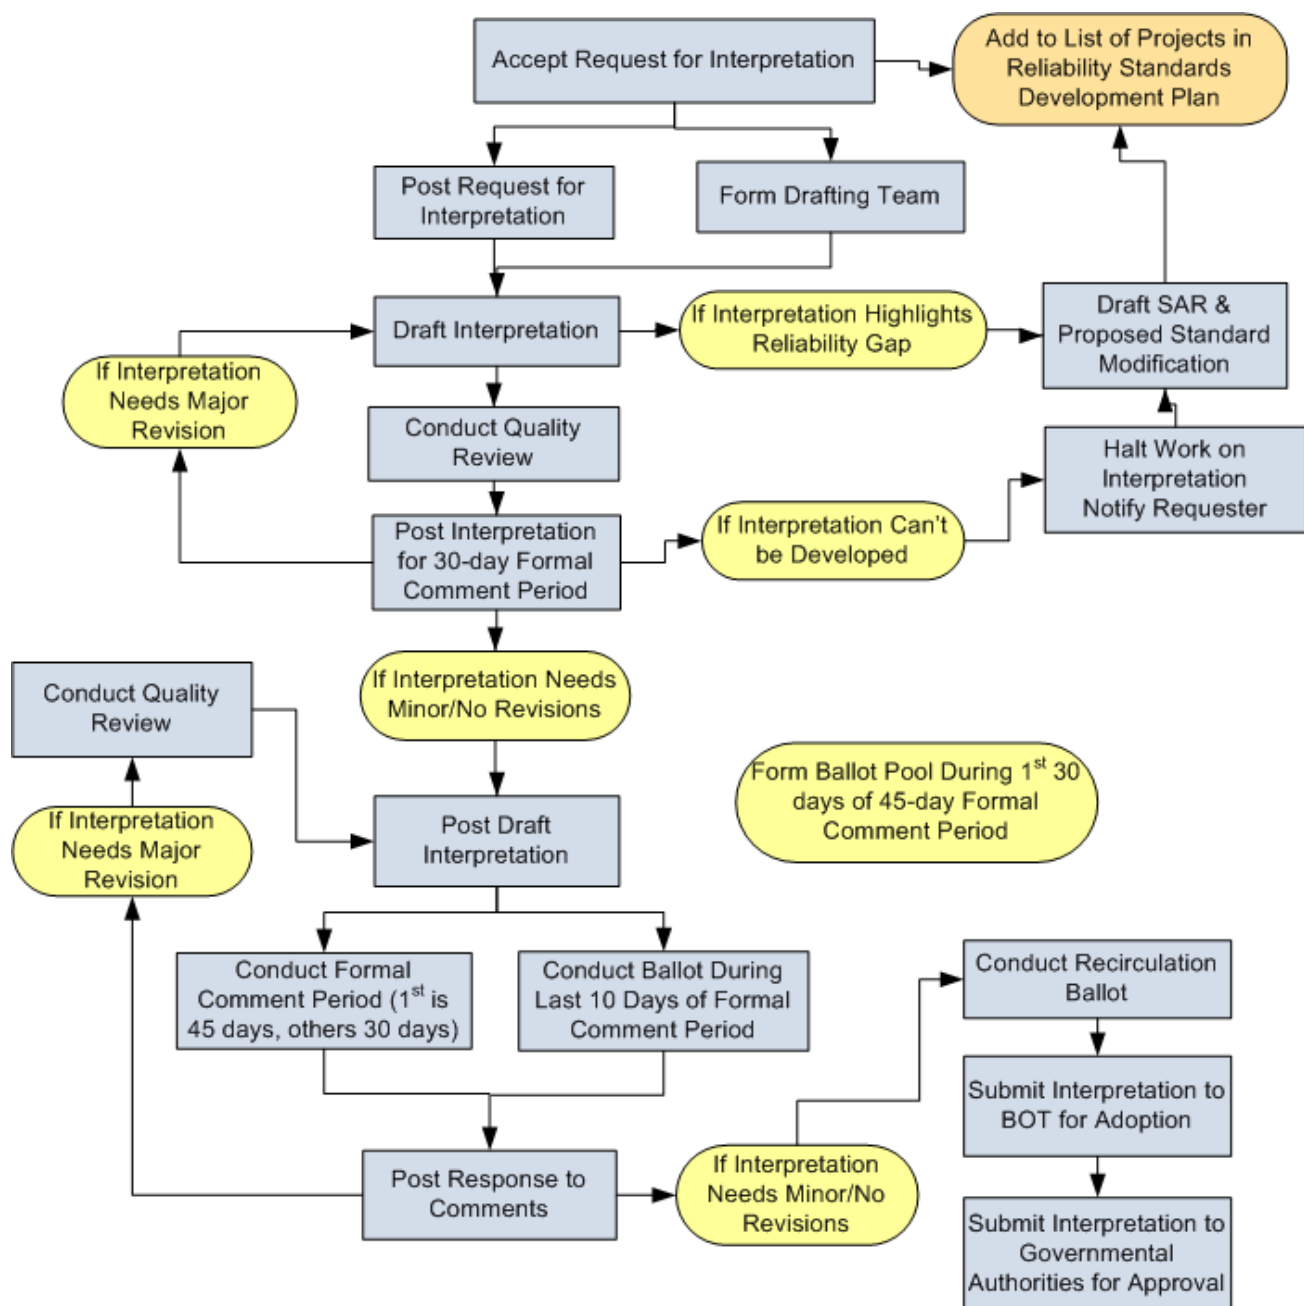 Accept Request for Interpretation
Add to List of Projects in
Reliability Standards
Development Plan
Post Request for
Interpretation
Form Drafting Team
Draft Interpretation
If Interpretation Highlights
Reliability Gap
Draft SAR &
Proposed Standard
Modification
If Interpretation
Needs Major
Revision
Conduct Quality
Review
Halt Work on
Interpretation
Notify Requester
Post Interpretation
for 30-day Formal
Comment Period
If Interpretation Can't
be Developed
If Interpretation Needs
Minor/No Revisions
Conduct Quality
Review
Form Ballot Pool During 1st 30
days of 45-day Formal
Comment Period
If Interpretation
Needs Major
Revision
Post Draft
Interpretation
Conduct Formal
Comment Period (1st is
45 days, others 30 days)
Conduct Ballot During
Last 10 Days of Formal
Comment Period
Conduct Recirculation
Ballot
Submit Interpretation to
BOT for Adoption
Post Response to
Comments
If Interpretation
Needs Minor/No
Revisions
Submit Interpretation to
Governmental
Authorities for Approval